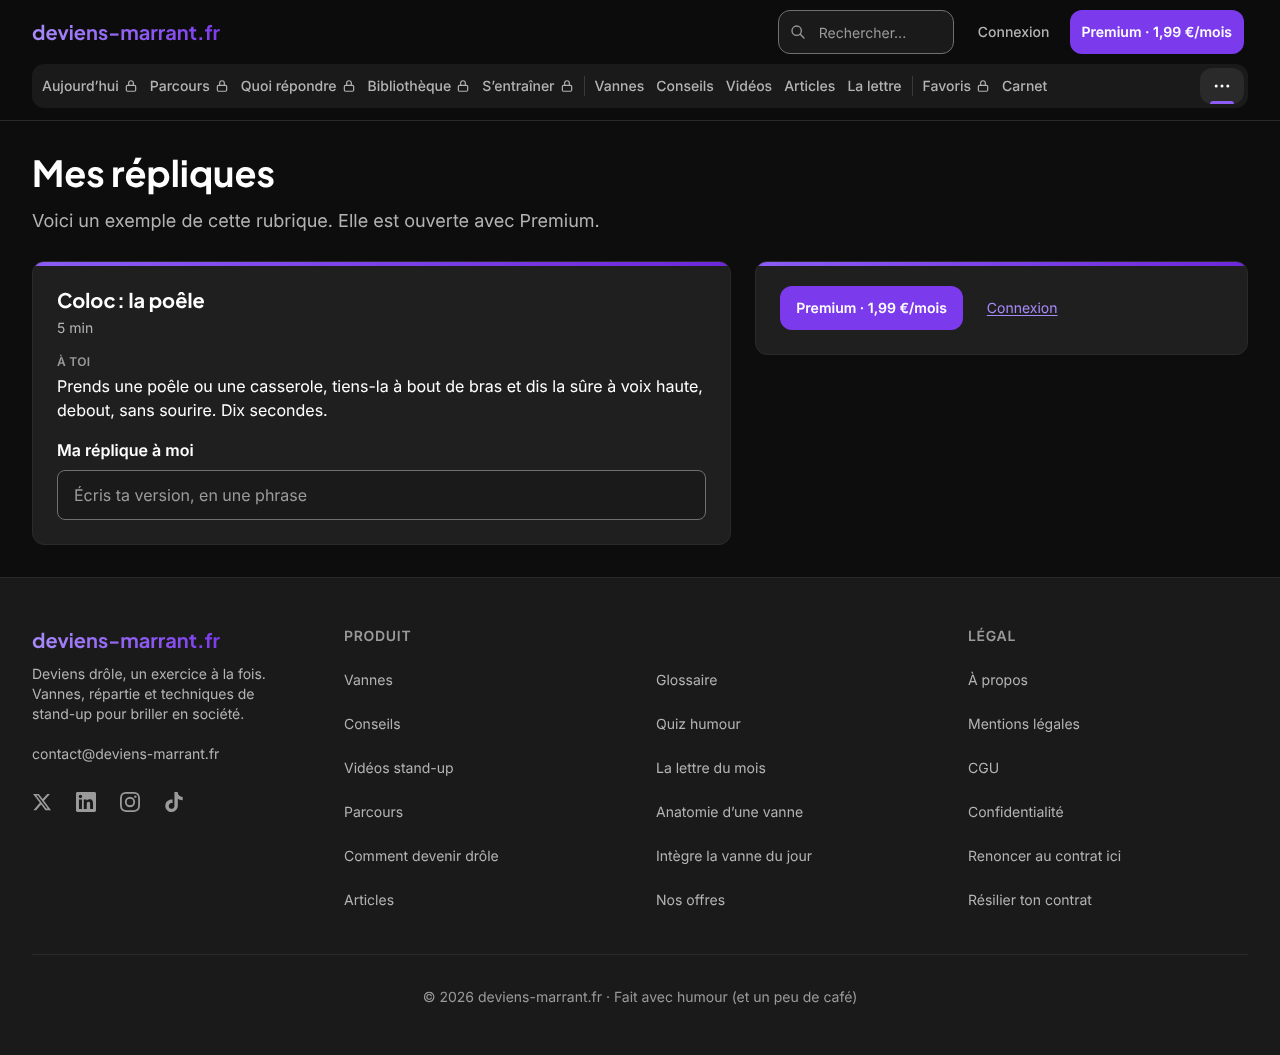 deviens-marrant.fr
Rechercher...
Connexion
Premium · 1,99 €/mois
Aujourd’hui
Parcours
Quoi répondre
Bibliothèque
S’entraîner
Vannes
Conseils
Vidéos
Articles
La lettre
Favoris
Carnet
Mes répliques
Voici un exemple de cette rubrique. Elle est ouverte avec Premium.
Coloc : la poêle
5 min
À TOI
Prends une poêle ou une casserole, tiens-la à bout de bras et dis la sûre à voix haute,
debout, sans sourire. Dix secondes.
Ma réplique à moi
Écris ta version, en une phrase
Premium · 1,99 €/mois
Connexion
deviens-marrant.fr
Deviens drôle, un exercice à la fois.
Vannes, répartie et techniques de
stand-up pour briller en société.
contact@deviens-marrant.fr
PRODUIT
Vannes
Conseils
Vidéos stand-up
Parcours
Comment devenir drôle
Articles
Glossaire
Quiz humour
La lettre du mois
Anatomie d’une vanne
Intègre la vanne du jour
Nos offres
LÉGAL
À propos
Mentions légales
CGU
Confidentialité
Renoncer au contrat ici
Résilier ton contrat
© 2026 deviens-marrant.fr · Fait avec humour (et un peu de café)